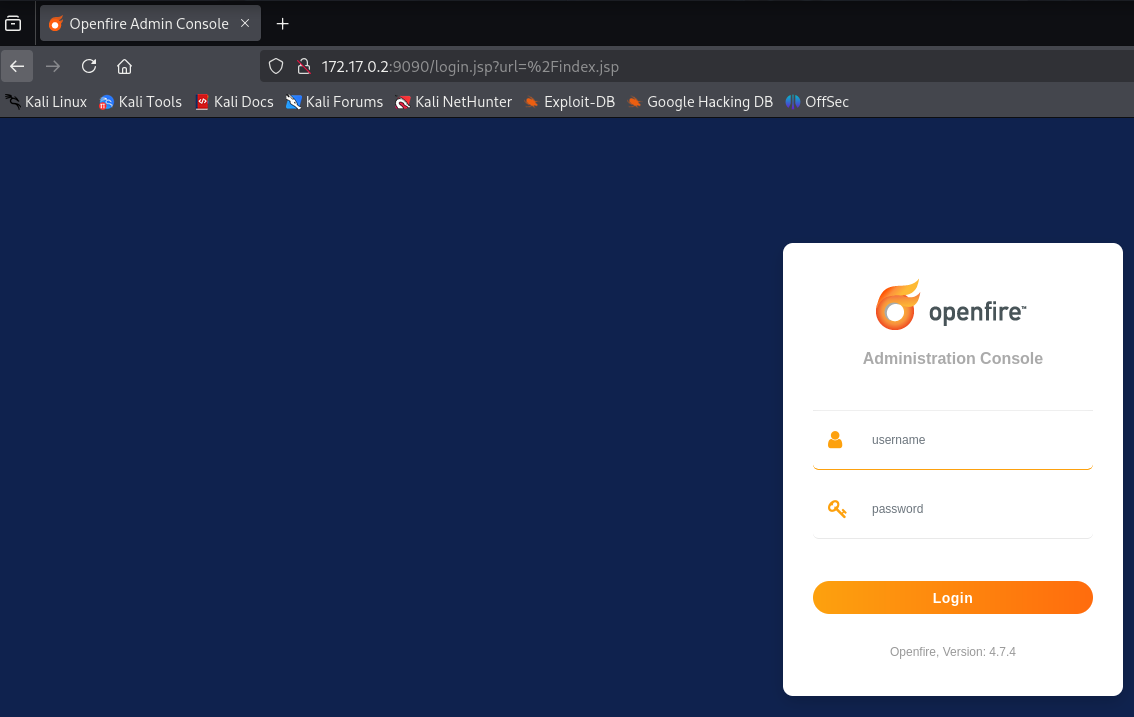 Openfire Admin Console
172.17.0.2:9090/login.jsp?url=%2Findex.jsp
Kali Linux Kali Tools Kali Docs Kali Forums Kali NetHunter Exploit-DB Google Hacking DB OffSec
openfire™
Administration Console
username
password
Login
Openfire, Version: 4.7.4